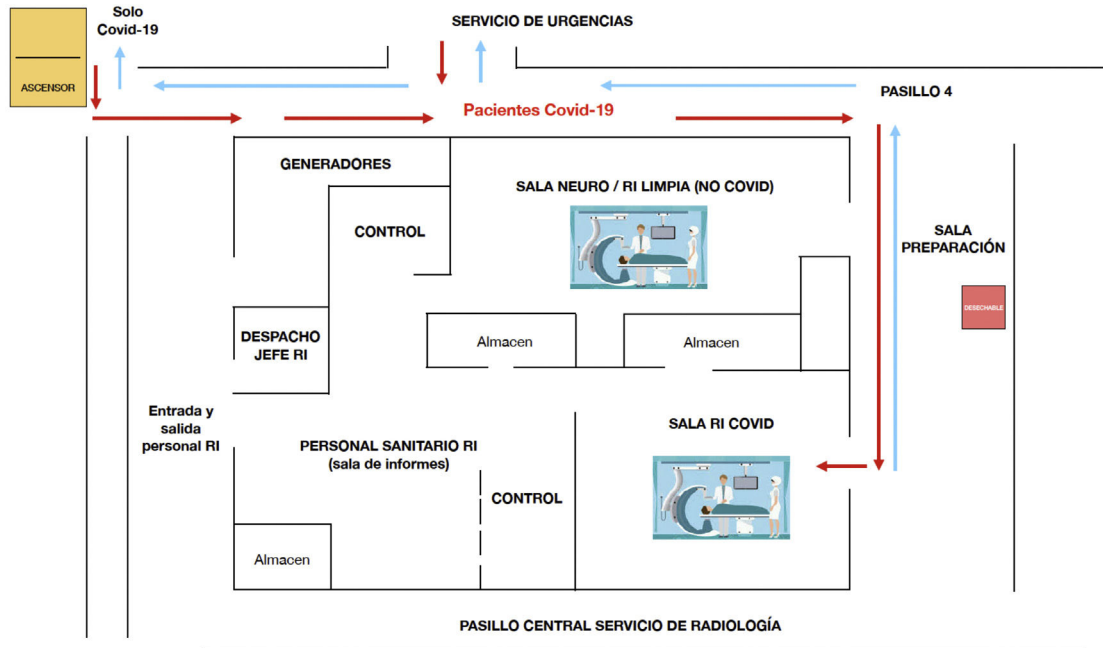 Solo
Covid-19
SERVICIO DE URGENCIAS
ASCENSOR
PASILLO 4
Pacientes Covid-19
GENERADORES
SALA NEURO / RI LIMPIA (NO COVID)
CONTROL
SALA
PREPARACIÓN
DESECHABLE
DESPACHO
JEFE RI
Almacen
Almacen
Entrada y
salida
personal RI
SALA RI COVID
PERSONAL SANITARIO RI
(sala de informes)
CONTROL
Almacen
PASILLO CENTRAL SERVICIO DE RADIOLOGÍA